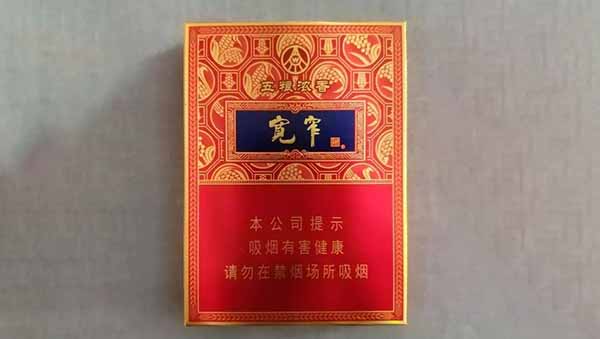 五粮浓香
宽窄
本公司提示
吸烟有害健康
请勿在禁烟场所吸烟